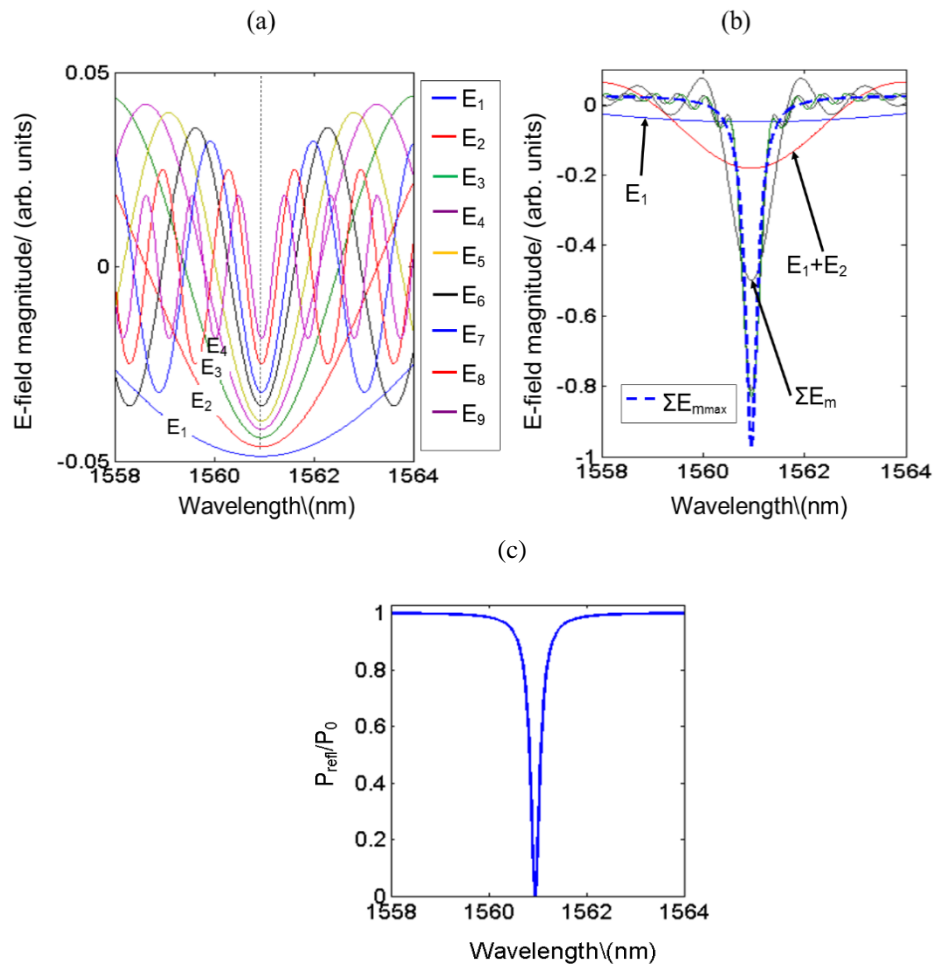 (a)
(b)
0.05
0
-0.05
1558
1560
1562
1564
E-field magnitude/ (arb. units)
Wavelength\(nm)
E4
E3
E2
E1
E1
E2
E3
E4
E5
E6
E7
E8
E9
0
-0.2
-0.4
-0.6
-0.8
-1
1558
1560
1562
1564
E-field magnitude/ (arb. units)
Wavelength\(nm)
E1
E1+E2
ΣEm
ΣEmmax
(c)
1
0.8
0.6
0.4
0.2
0
1558
1560
1562
1564
Prefl/P0
Wavelength\(nm)